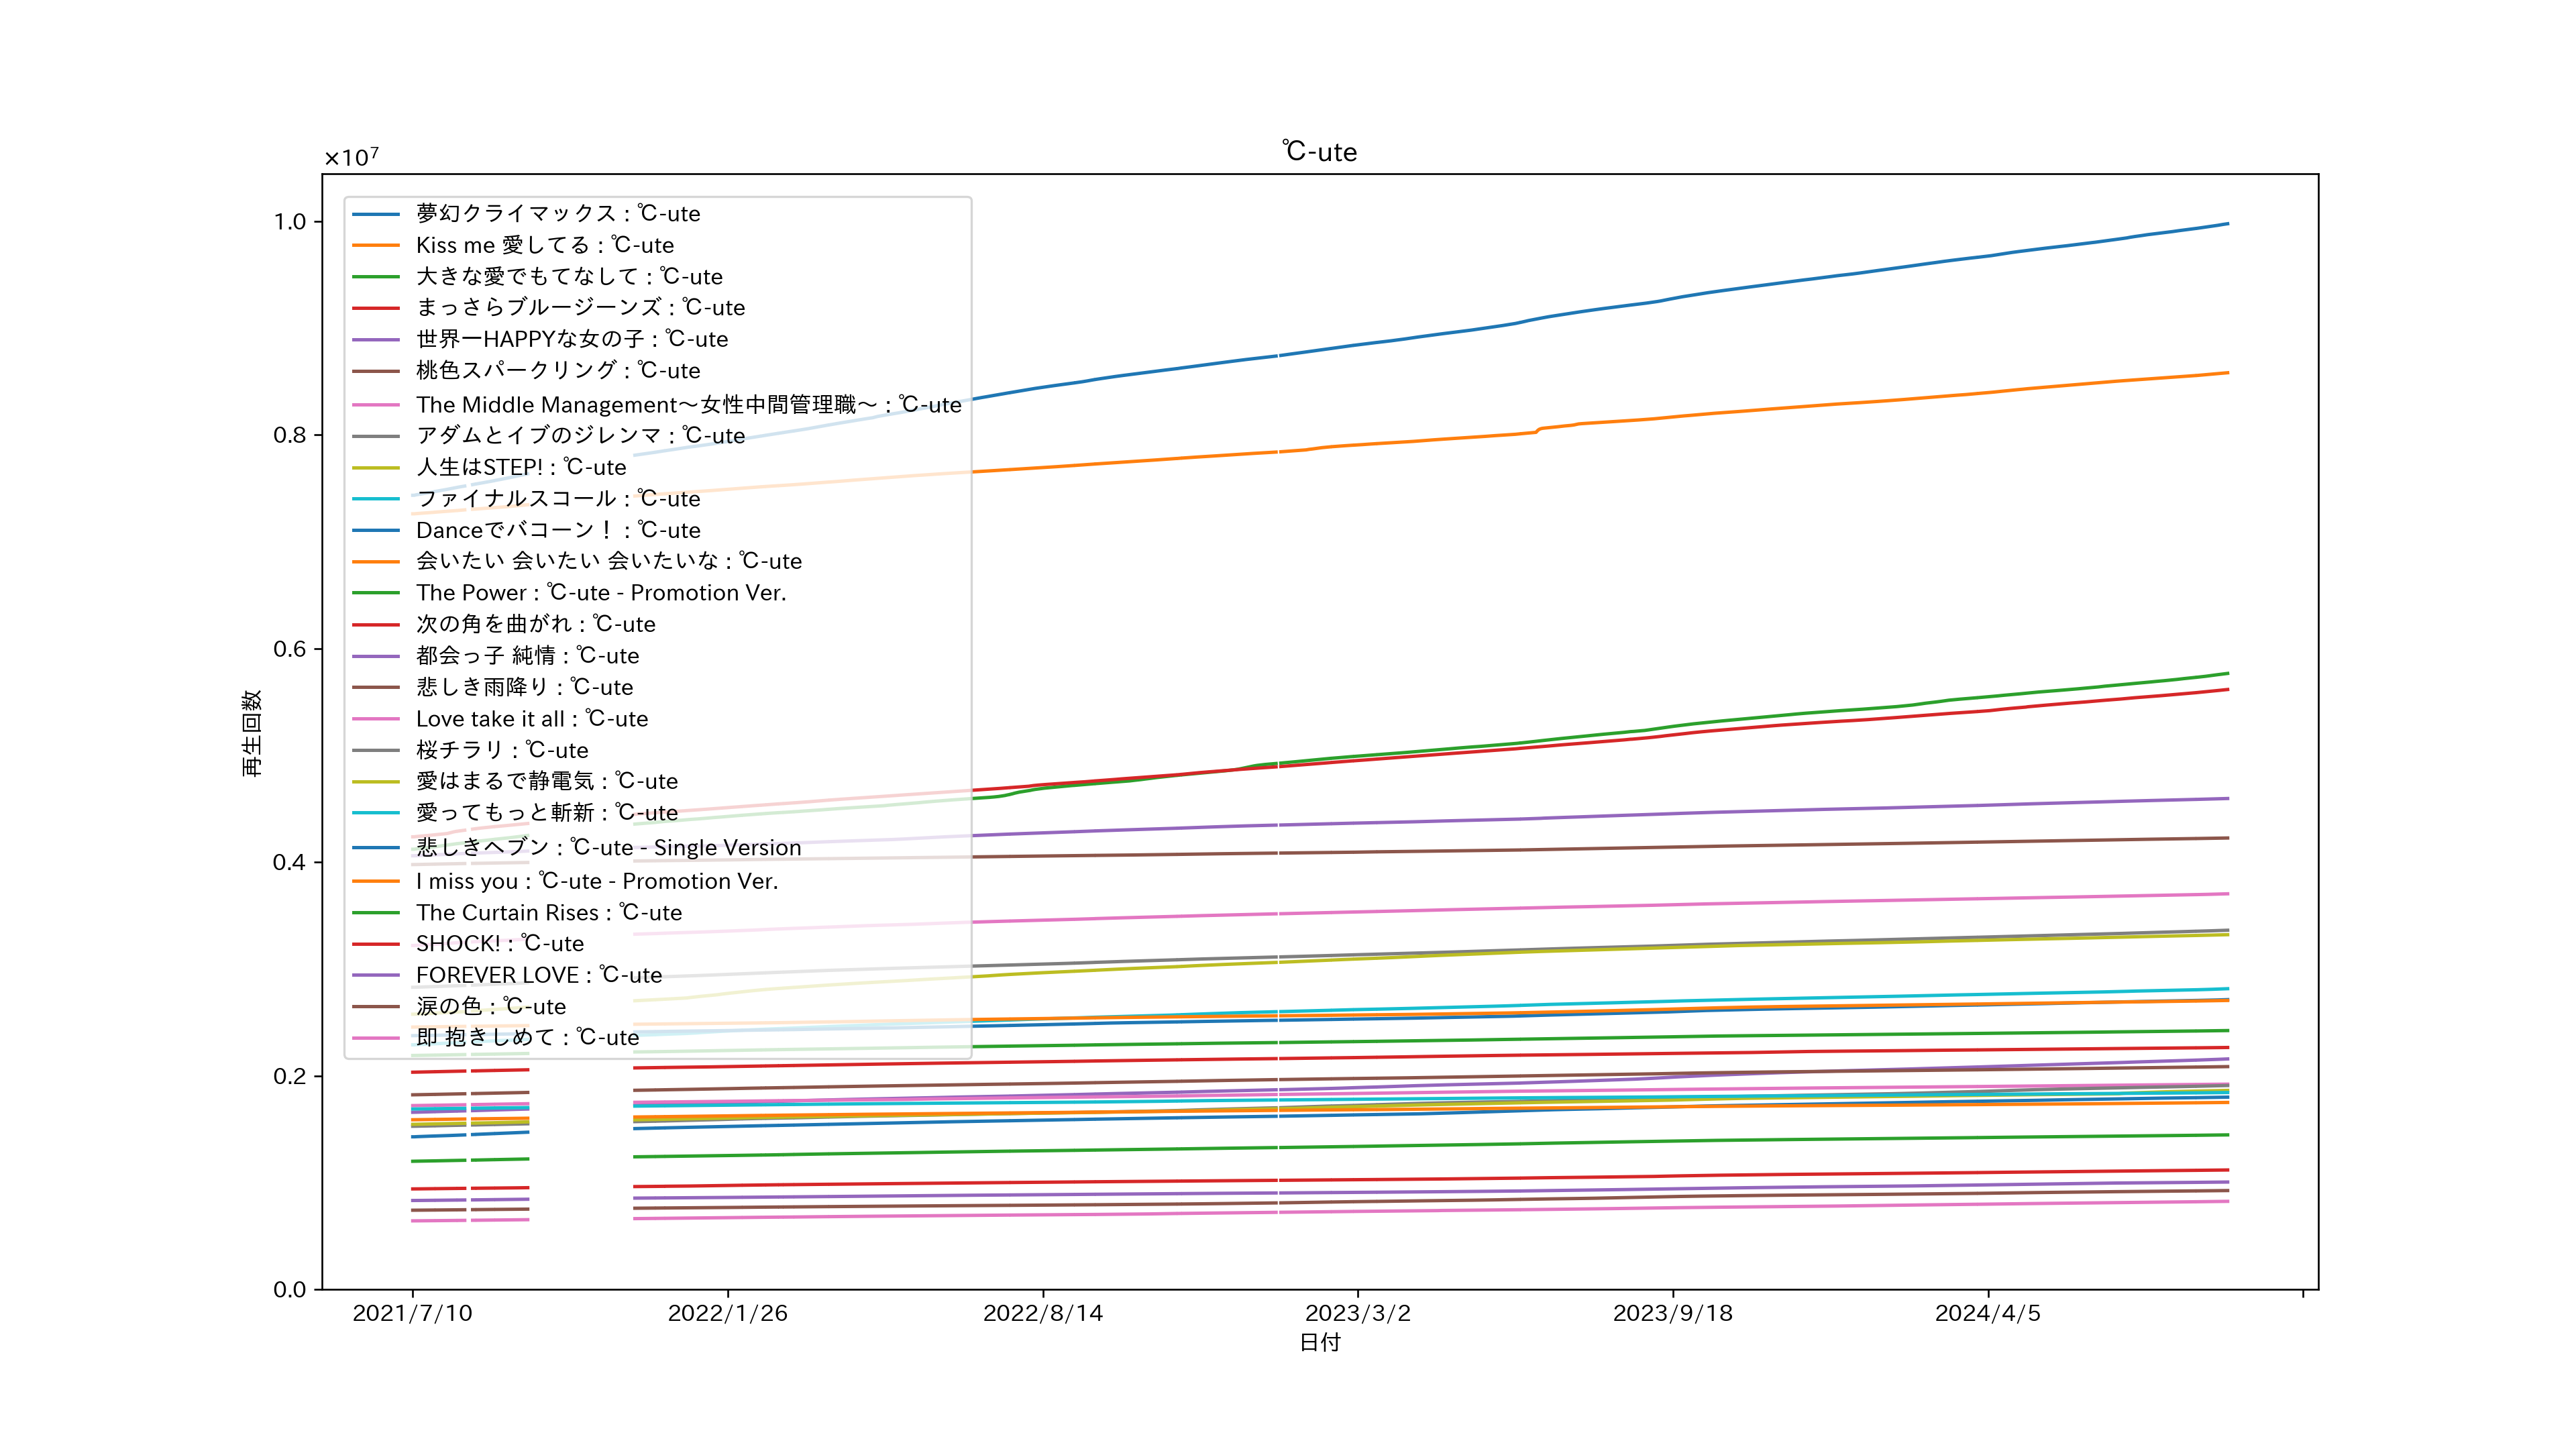 ℃-ute
×10⁷
1.0
0.8
0.6
0.4
0.2
0.0
再生回数
夢幻クライマックス : ℃-ute
Kiss me 愛してる : ℃-ute
大きな愛でもてなして : ℃-ute
まっさらブルージーンズ : ℃-ute
世界一HAPPYな女の子 : ℃-ute
桃色スパークリング : ℃-ute
The Middle Management～女性中間管理職～ : ℃-ute
アダムとイブのジレンマ : ℃-ute
人生はSTEP! : ℃-ute
ファイナルスコール : ℃-ute
Danceでバコーン！ : ℃-ute
会いたい 会いたい 会いたいな : ℃-ute
The Power : ℃-ute - Promotion Ver.
次の角を曲がれ : ℃-ute
都会っ子 純情 : ℃-ute
悲しき雨降り : ℃-ute
Love take it all : ℃-ute
桜チラリ : ℃-ute
愛はまるで静電気 : ℃-ute
愛ってもっと斬新 : ℃-ute
悲しきヘブン : ℃-ute - Single Version
I miss you : ℃-ute - Promotion Ver.
The Curtain Rises : ℃-ute
SHOCK! : ℃-ute
FOREVER LOVE : ℃-ute
涙の色 : ℃-ute
即 抱きしめて : ℃-ute
2021/7/10 2022/1/26 2022/8/14 2023/3/2 2023/9/18 2024/4/5
日付